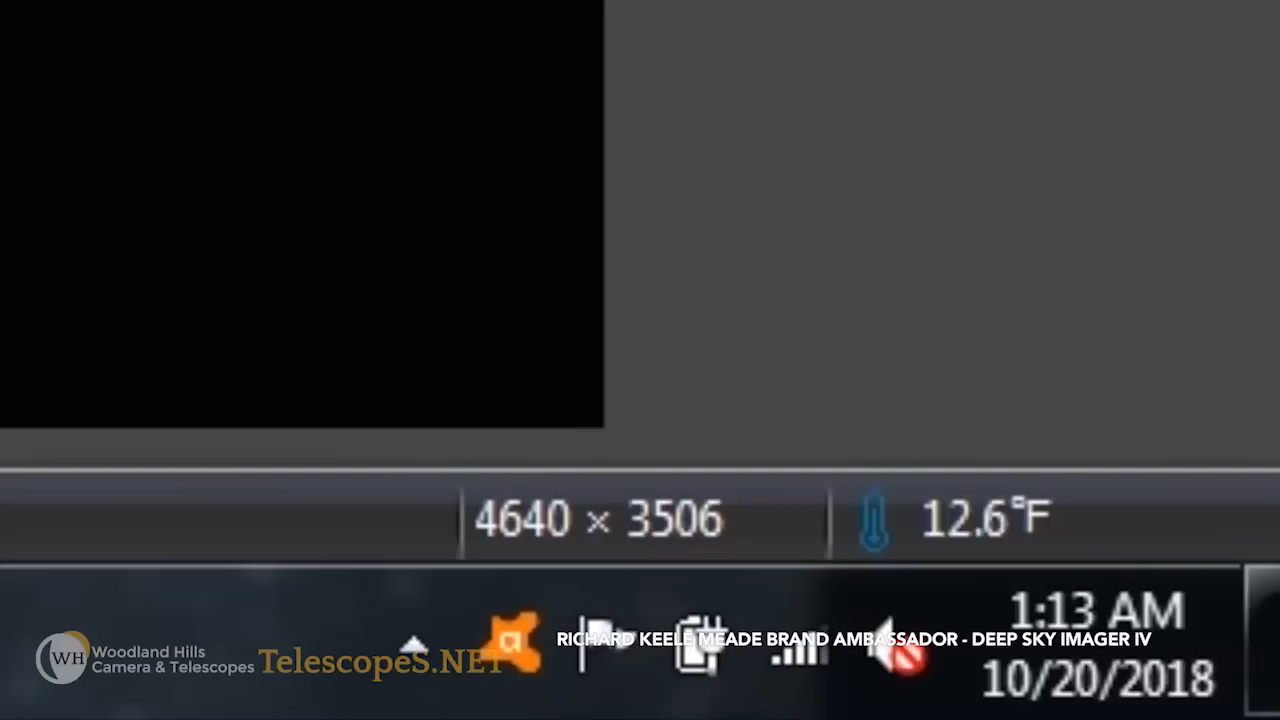 4640 × 3506
12.6°F
1:13 AM
10/20/2018
RICHARD KEELE MEADE BRAND AMBASSADOR - DEEP SKY IMAGER IV
WH
Woodland Hills
Camera & Telescopes
TelescopeS.NET
a